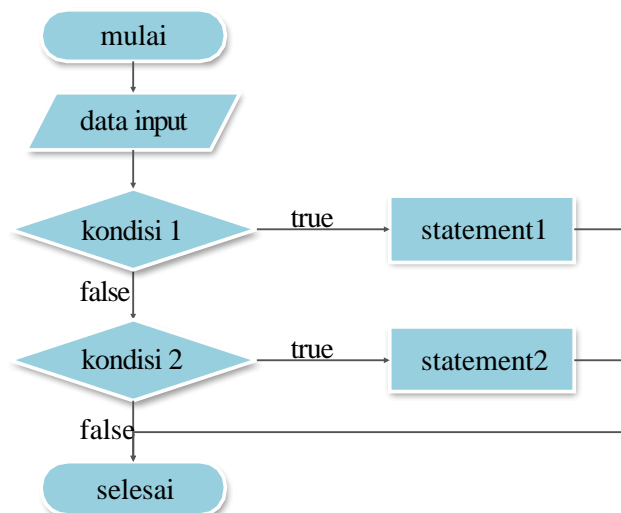 mulai
data input
kondisi 1
true
statement1
false
kondisi 2
true
statement2
false
selesai